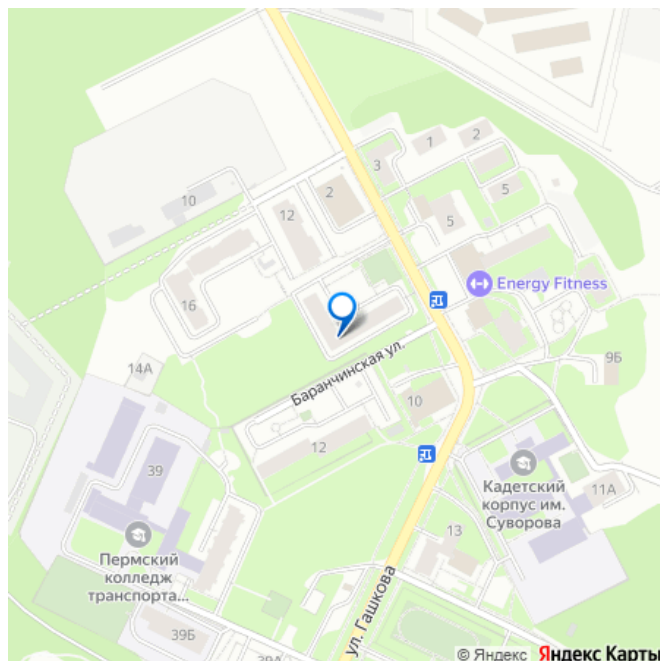 1
2
3
2
10
5
12
5
16
Energy Fitness
Баранчинская ул.
14А
9Б
10
12
39
Кадетский
корпус им.
Суворова
11А
13
Пермский
колледж
транспорта...
ул. Гашкова
39Б
39А
© Яндекс Яндекс Карты